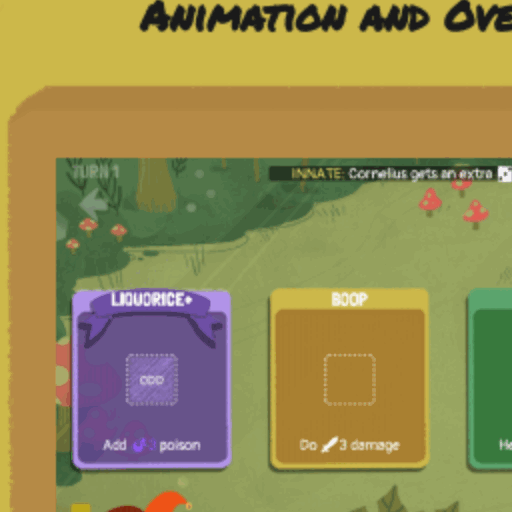 ANIMATION AND OVE
TURN 1
INNATE: Cornelius gets an extra
LIQUORICE+
ODD
Add 3 poison
BOOP
Do 3 damage
He